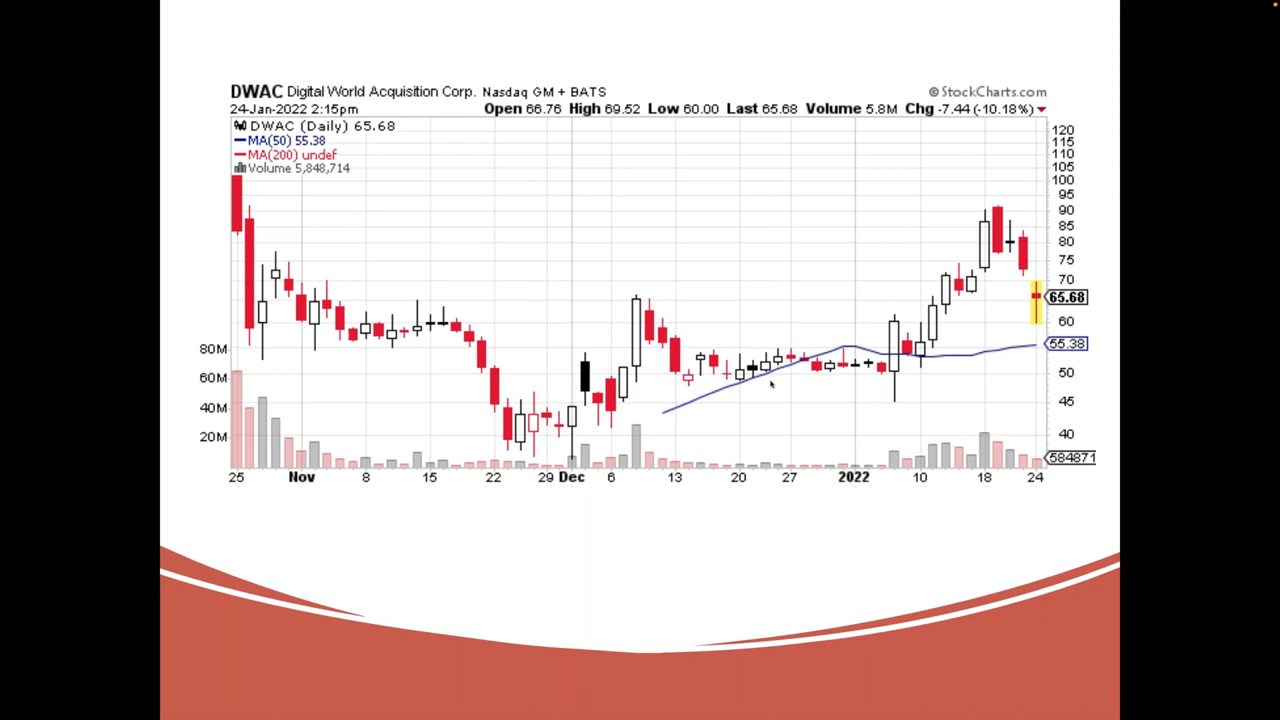 DWAC Digital World Acquisition Corp. Nasdaq GM + BATS
© StockCharts.com
24-Jan-2022 2:15pm
Open 66.76 High 69.52 Low 60.00 Last 65.68 Volume 5.8M Chg -7.44 (-10.18%)
DWAC (Daily) 65.68
MA(50) 55.38
MA(200) undef
Volume 5,848,714
120
115
110
105
100
95
90
85
80
75
70
65.68
60
55.38
50
45
40
584871
80M
60M
40M
20M
25 Nov 8 15 22 29 Dec 6 13 20 27 2022 10 18 24